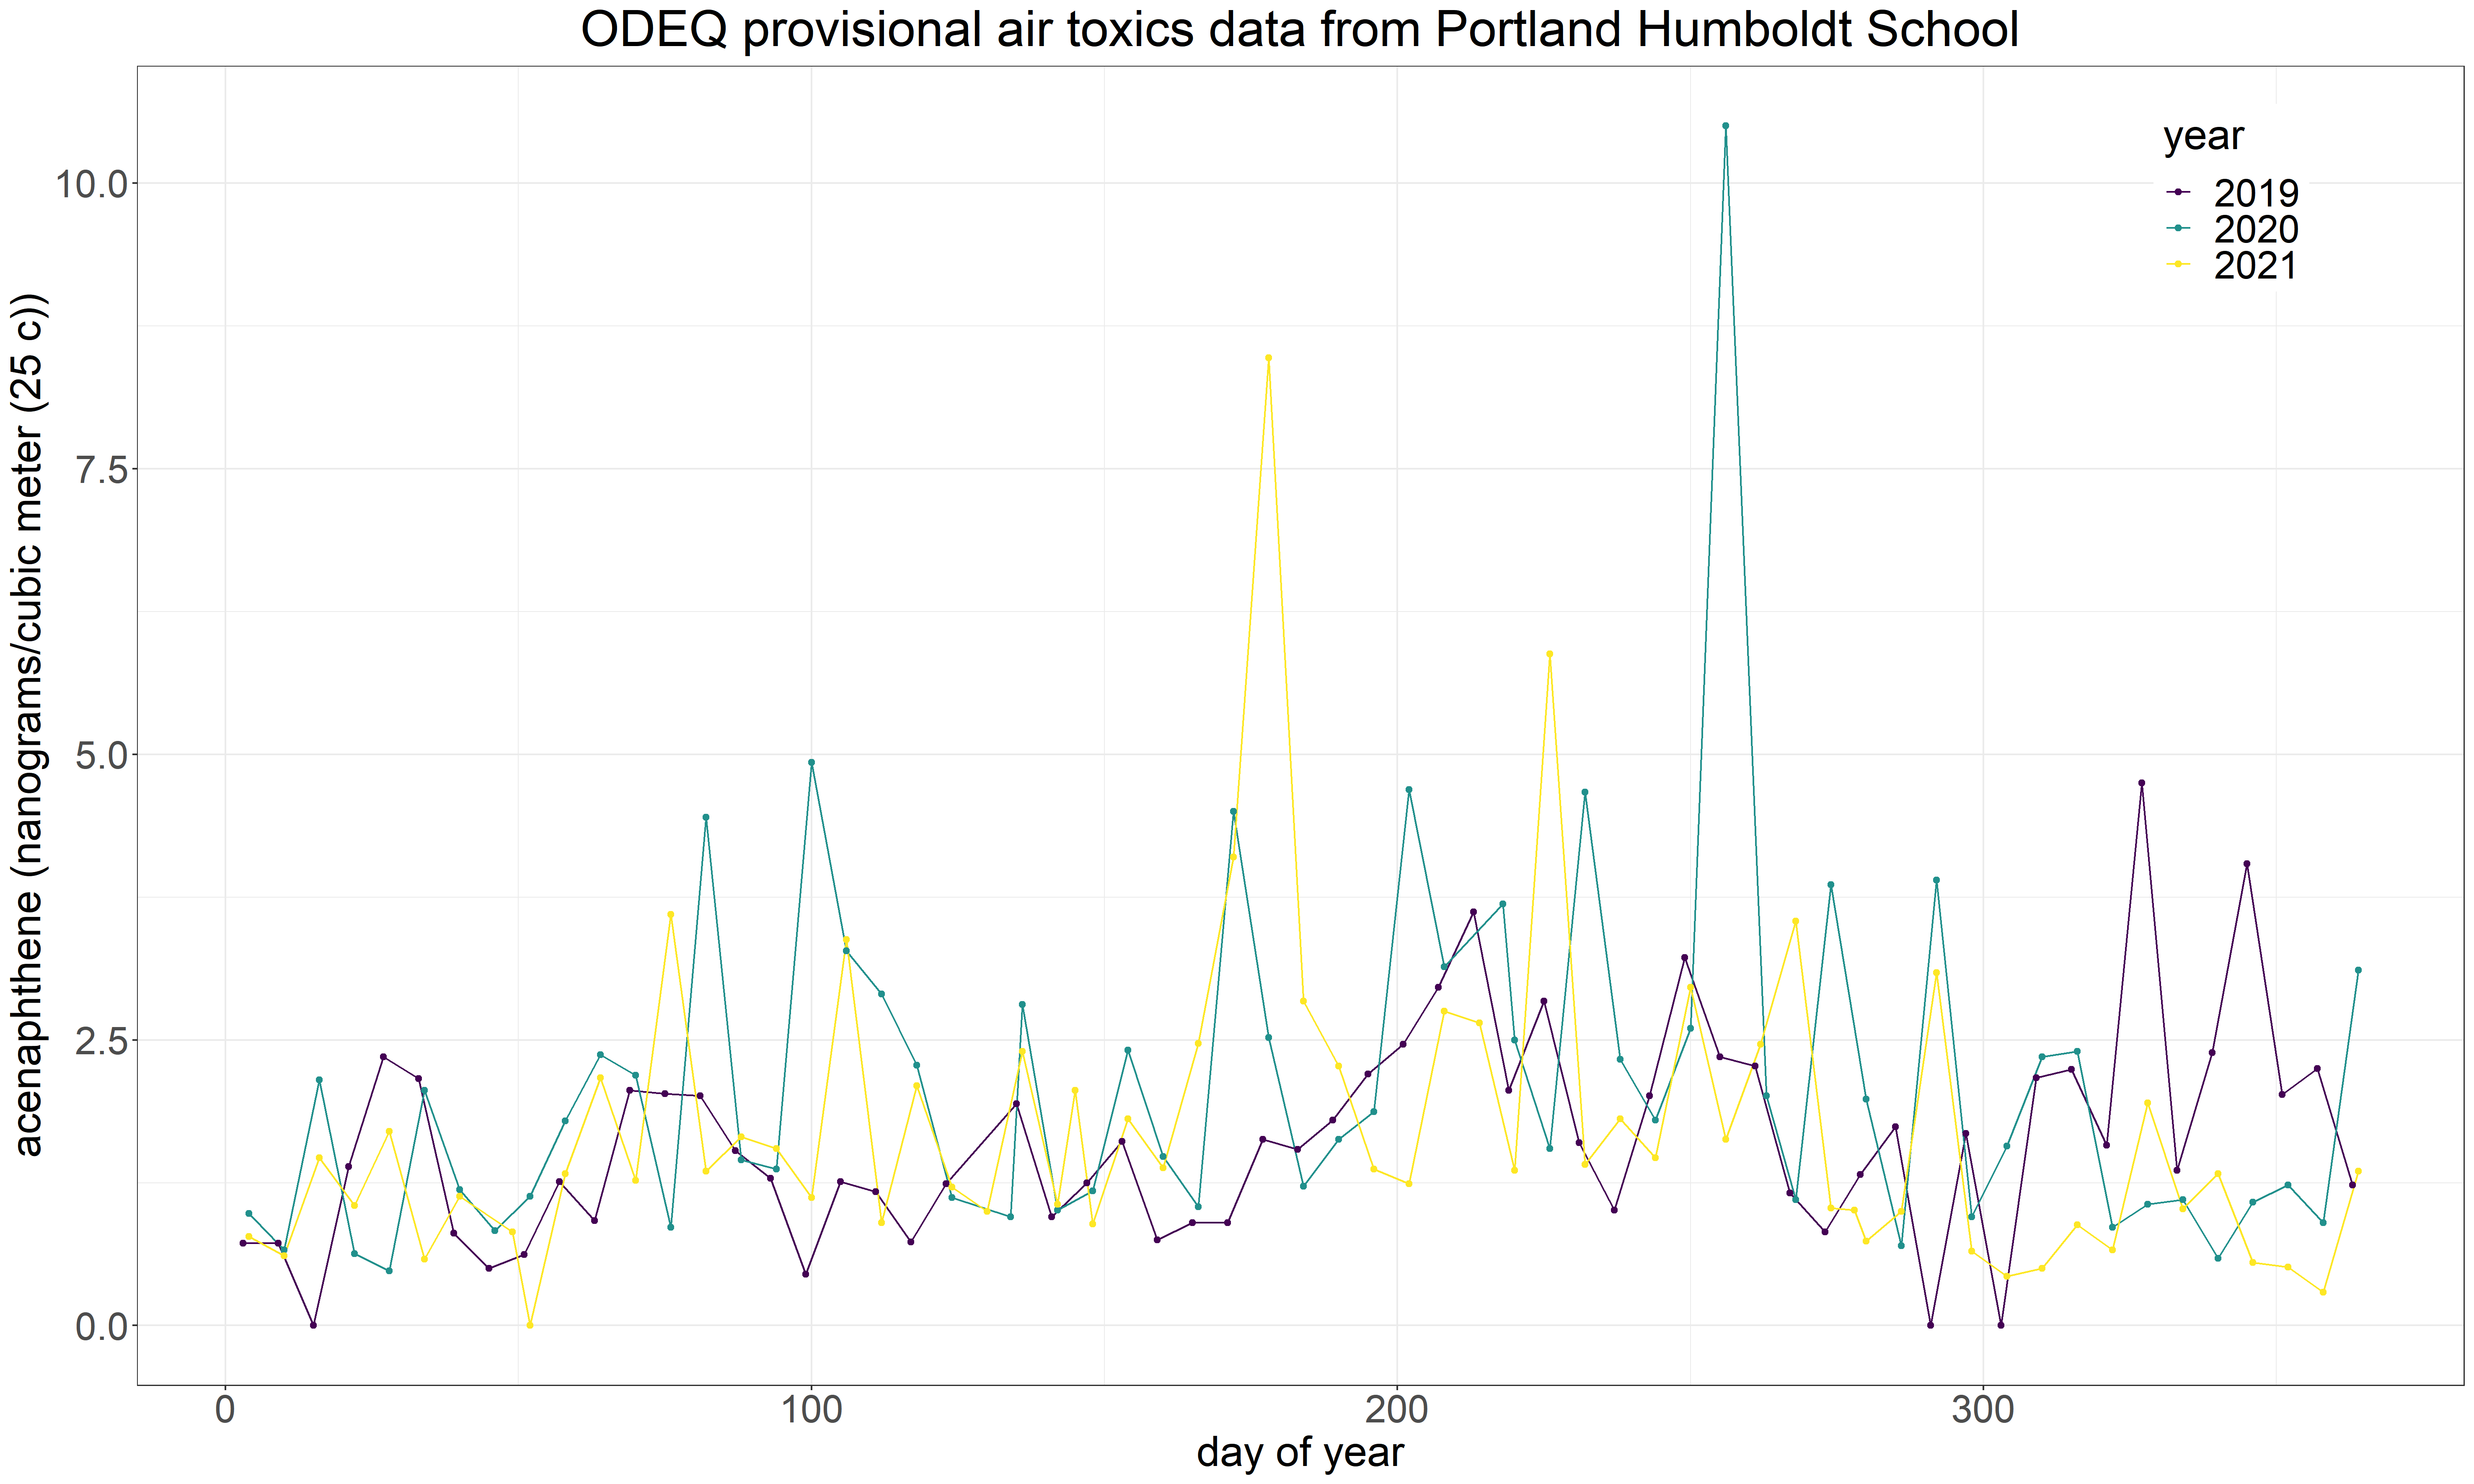 ODEQ provisional air toxics data from Portland Humboldt School
acenaphthene (nanograms/cubic meter (25 c))
10.0
7.5
5.0
2.5
0.0
year
2019
2020
2021
0 100 200 300
day of year